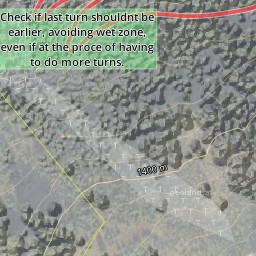 Check if last turn shouldnt be
earlier, avoiding wet zone,
even if at the proce of having
to do more turns.
1400 m